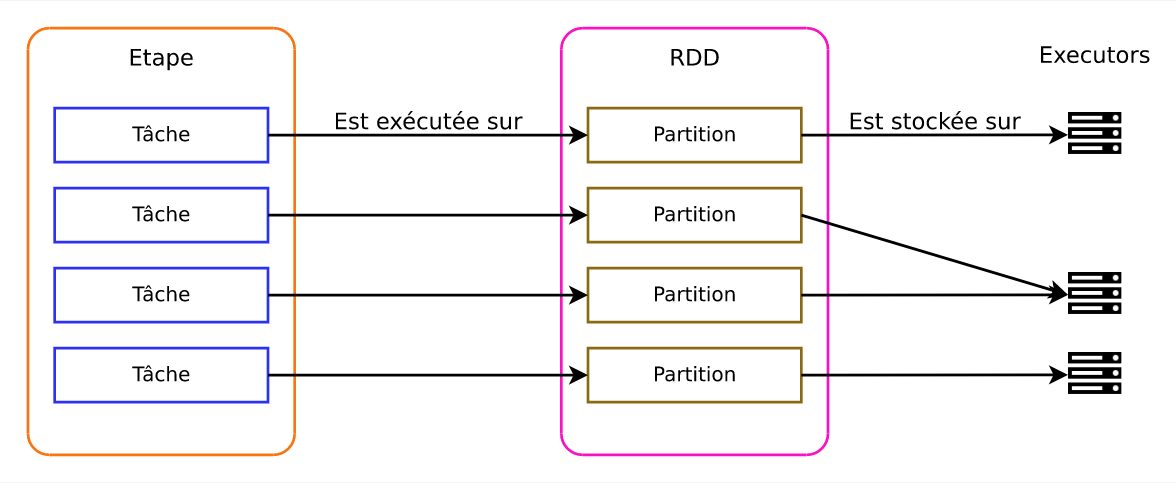 Etape
RDD
Executors
Tâche
Est exécutée sur
Partition
Est stockée sur
Tâche
Partition
Tâche
Partition
Tâche
Partition